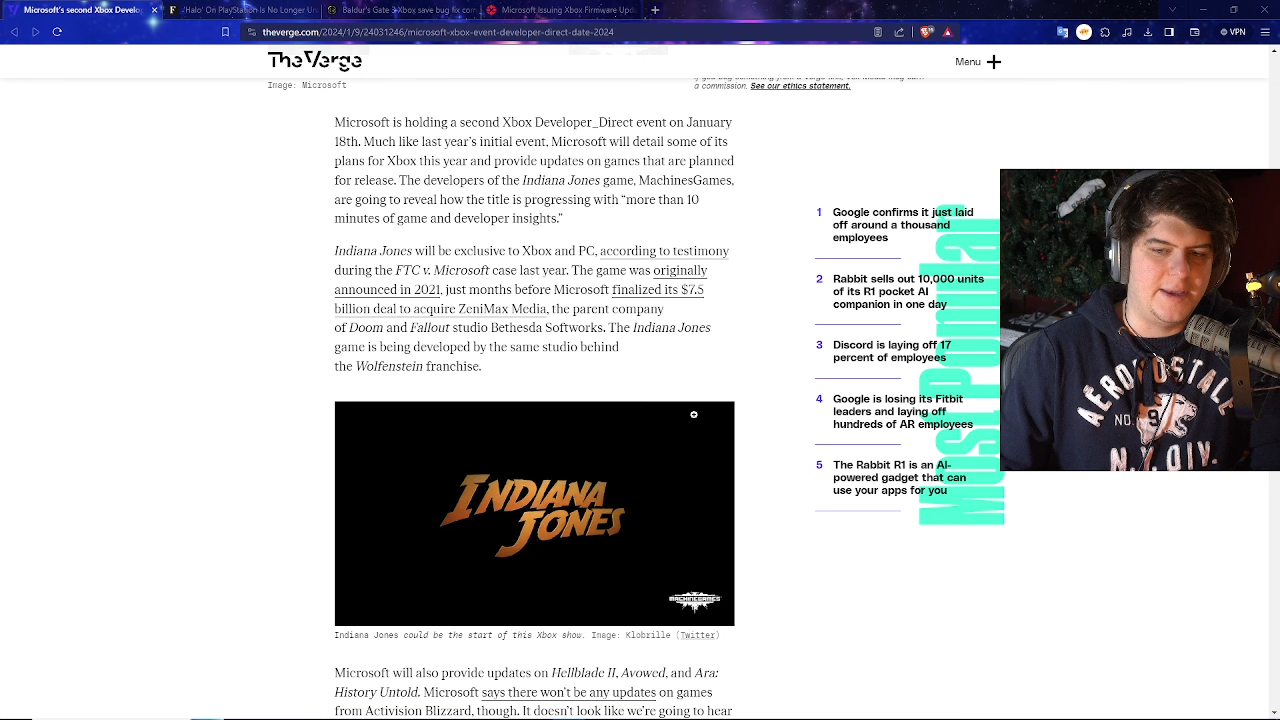 Microsoft's second Xbox Develop
'Halo' On PlayStation Is No Longer Un
Baldur's Gate 3 Xbox save bug fix com
Microsoft Issuing Xbox Firmware Upd
theverge.com/2024/1/9/24031246/microsoft-xbox-event-developer-direct-date-2024
VPN
TheVerge
Menu
Image: Microsoft
a commission. See our ethics statement.
Microsoft is holding a second Xbox Developer_Direct event on January
18th. Much like last year's initial event, Microsoft will detail some of its
plans for Xbox this year and provide updates on games that are planned
for release. The developers of the Indiana Jones game, MachinesGames,
are going to reveal how the title is progressing with “more than 10
minutes of game and developer insights.”
Indiana Jones will be exclusive to Xbox and PC, according to testimony
during the FTC v. Microsoft case last year. The game was originally
announced in 2021, just months before Microsoft finalized its $7.5
billion deal to acquire ZeniMax Media, the parent company
of Doom and Fallout studio Bethesda Softworks. The Indiana Jones
game is being developed by the same studio behind
the Wolfenstein franchise.
INDIANA
JONES
MACHINEGAMES
Indiana Jones could be the start of this Xbox show. Image: Klobrille (Twitter)
Microsoft will also provide updates on Hellblade II, Avowed, and Ara:
History Untold. Microsoft says there won't be any updates on games
from Activision Blizzard, though. It doesn't look like we're going to hear
Most Popular
1 Google confirms it just laid
off around a thousand
employees
2 Rabbit sells out 10,000 units
of its R1 pocket AI
companion in one day
3 Discord is laying off 17
percent of employees
4 Google is losing its Fitbit
leaders and laying off
hundreds of AR employees
5 The Rabbit R1 is an AI-
powered gadget that can
use your apps for you
AEROPOSTALE
NO.